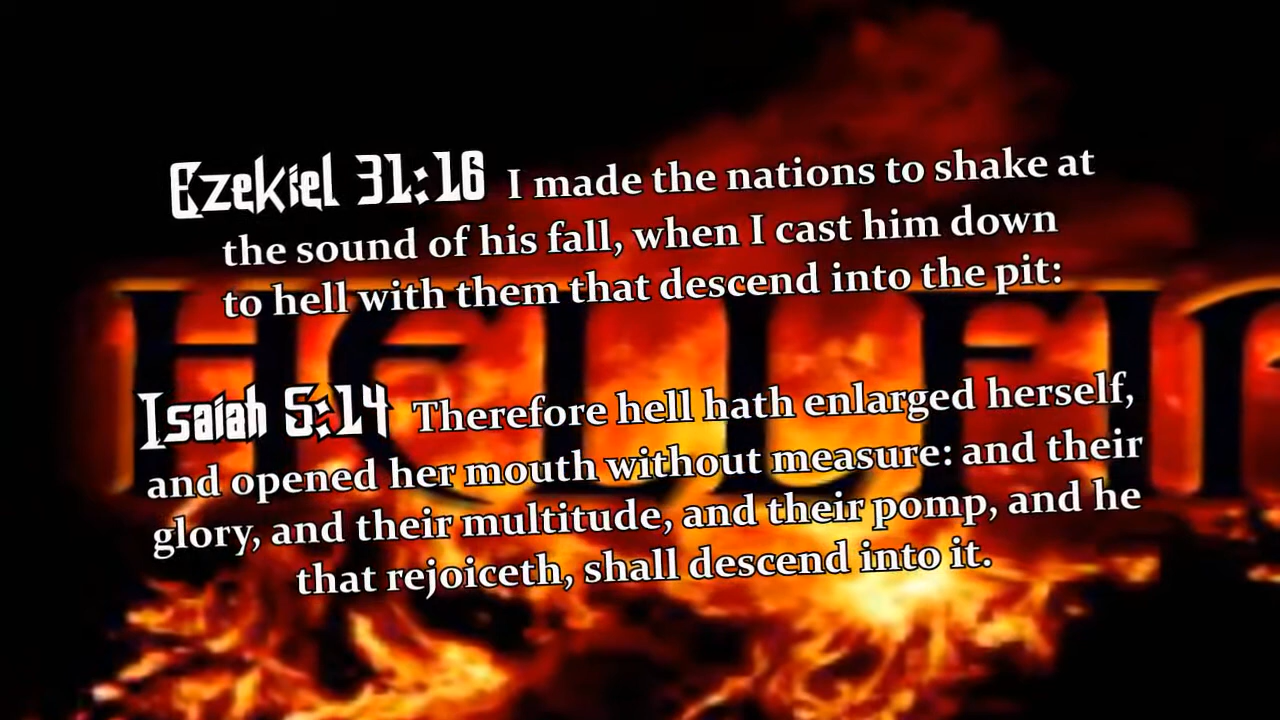 Ezekiel 31:16 I made the nations to shake at
the sound of his fall, when I cast him down
to hell with them that descend into the pit:
HELLFI
Isaiah 5:14 Therefore hell hath enlarged herself,
and opened her mouth without measure: and their
glory, and their multitude, and their pomp, and he
that rejoiceth, shall descend into it.